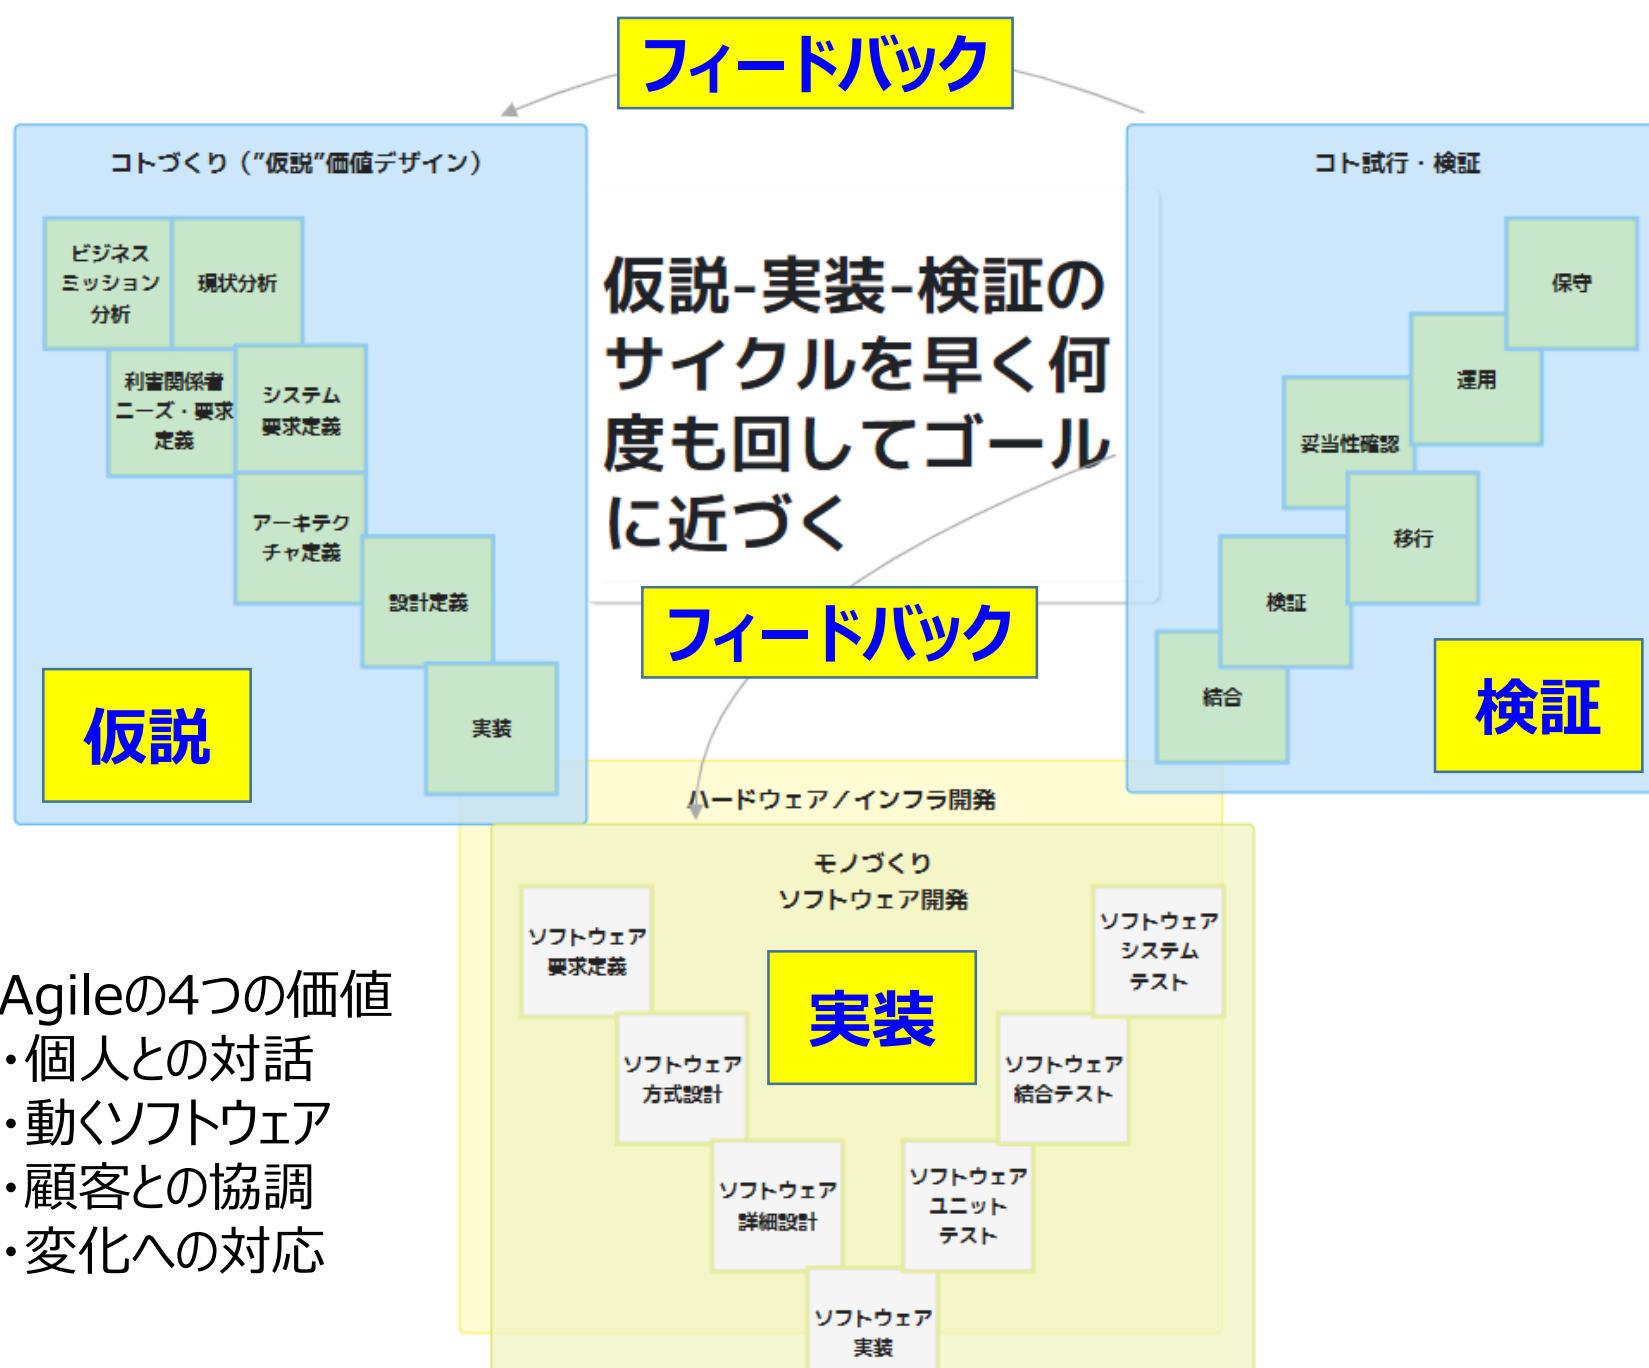 フィードバック
コトづくり（”仮説”価値デザイン）
ビジネス
ミッション
分析
現状分析
利害関係者
ニーズ・要求
定義
システム
要求定義
アーキテク
チャ定義
設計定義
実装
仮説
仮説-実装-検証の
サイクルを早く何
度も回してゴール
に近づく
フィードバック
コト試行・検証
保守
運用
妥当性確認
移行
検証
結合
検証
ハードウェア／インフラ開発
モノづくり
ソフトウェア開発
ソフトウェア
要求定義
ソフトウェア
方式設計
ソフトウェア
詳細設計
ソフトウェア
実装
ソフトウェア
ユニット
テスト
ソフトウェア
結合テスト
ソフトウェア
システム
テスト
実装
Agileの4つの価値
・個人との対話
・動くソフトウェア
・顧客との協調
・変化への対応